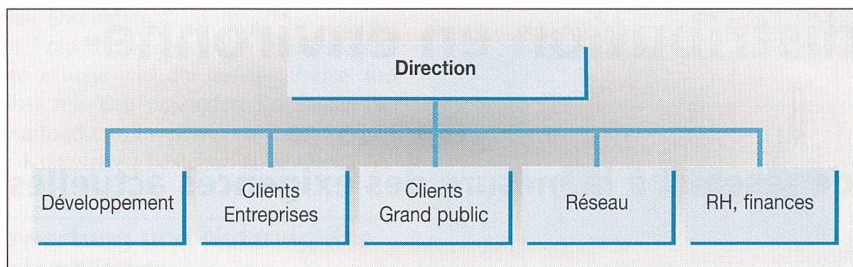 Direction
Développement
Clients
Entreprises
Clients
Grand public
Réseau
RH, finances